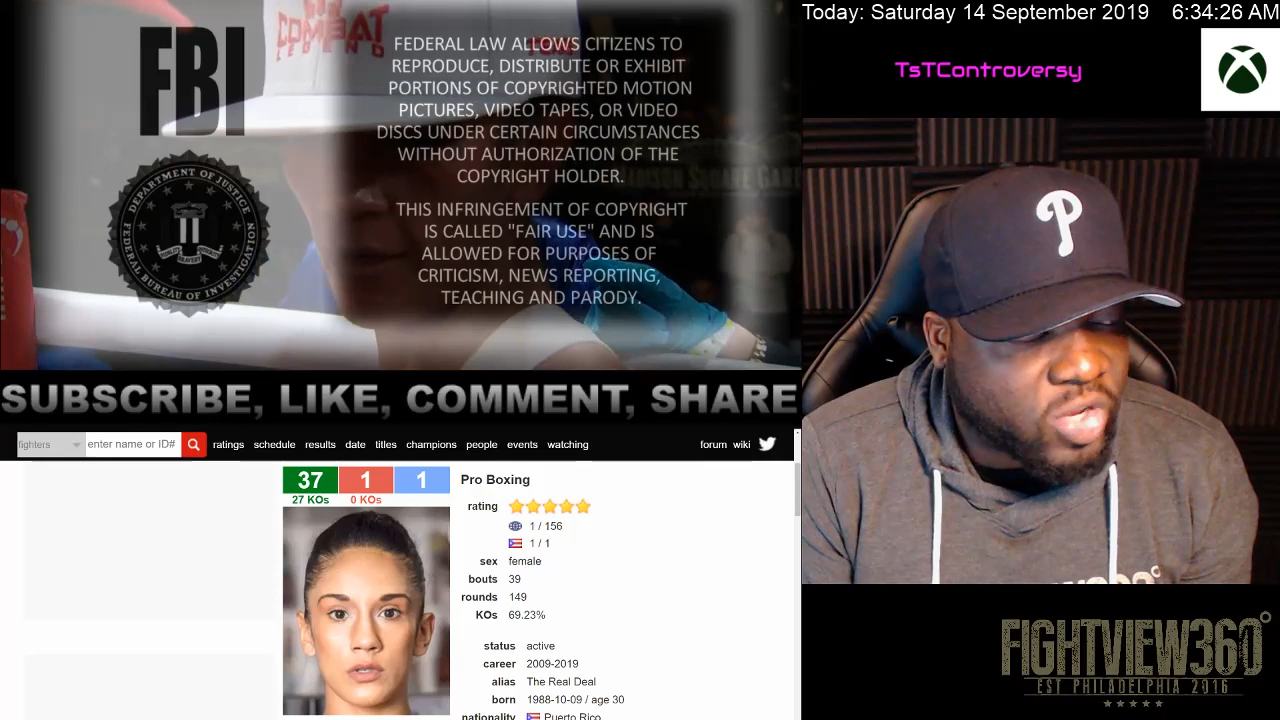 Today: Saturday 14 September 2019 6:34:26 AM
TsTControversy
COMBAT
FBI
FEDERAL LAW ALLOWS CITIZENS TO
REPRODUCE, DISTRIBUTE OR EXHIBIT
PORTIONS OF COPYRIGHTED MOTION
PICTURES, VIDEO TAPES, OR VIDEO
DISCS UNDER CERTAIN CIRCUMSTANCES
WITHOUT AUTHORIZATION OF THE
COPYRIGHT HOLDER.
THIS INFRINGEMENT OF COPYRIGHT
IS CALLED "FAIR USE" AND IS
ALLOWED FOR PURPOSES OF
CRITICISM, NEWS REPORTING,
TEACHING AND PARODY.
DEPARTMENT OF JUSTICE
FEDERAL BUREAU OF INVESTIGATION
P
SUBSCRIBE, LIKE, COMMENT, SHARE
fighters enter name or ID# ratings schedule results date titles champions people events watching forum wiki
37 1 1
27 KOs 0 KOs
Pro Boxing
rating
1 / 156
1 / 1
sex female
bouts 39
rounds 149
KOs 69.23%
status active
career 2009-2019
alias The Real Deal
born 1988-10-09 / age 30
nationality Puerto Rico
FIGHTVIEW360°
EST PHILADELPHIA 2016